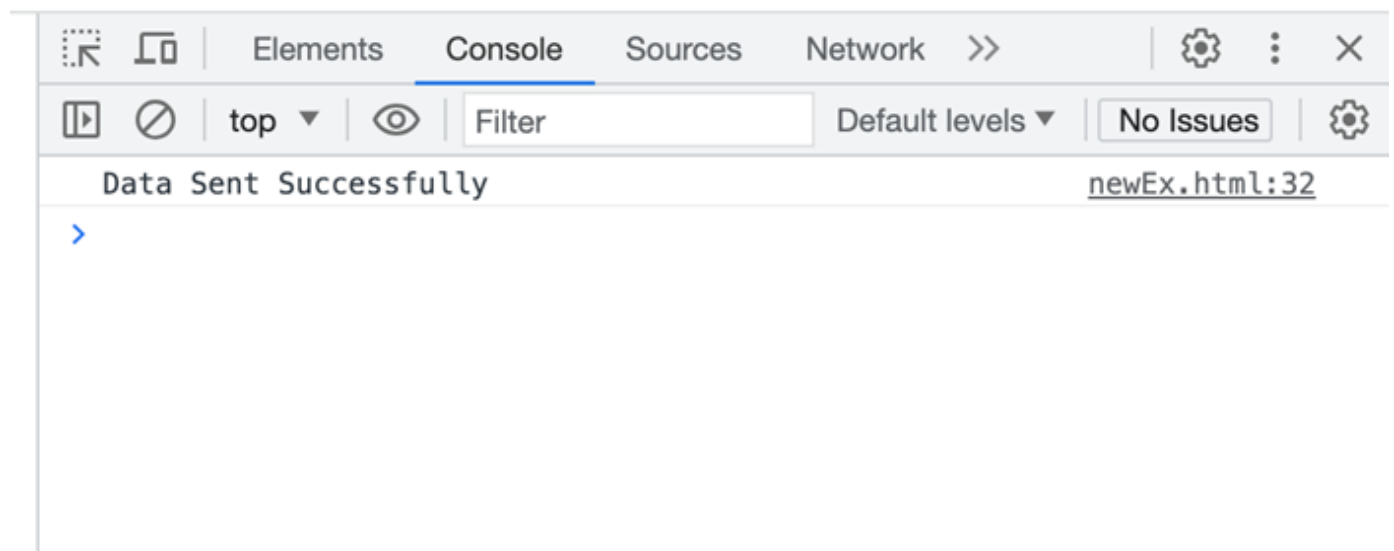 Elements Console Sources Network
top Filter Default levels No Issues
Data Sent Successfully newEx.html:32